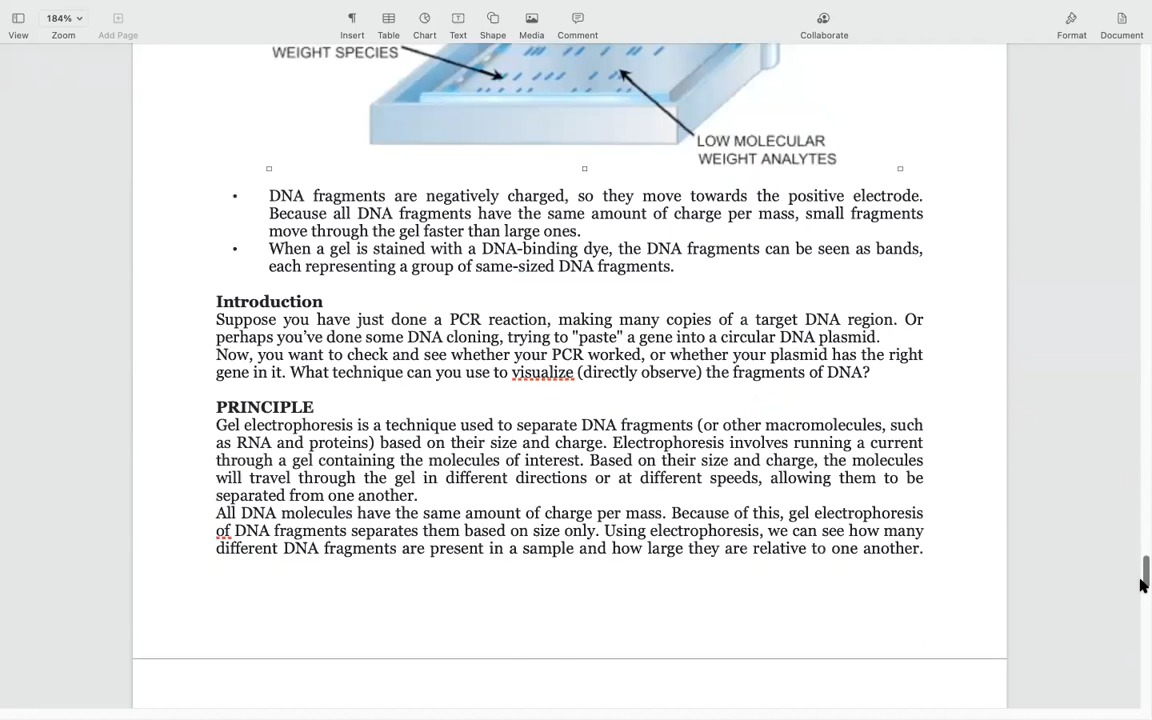 184%
View
Zoom
Add Page
Insert
Table
Chart
Text
Shape
Media
Comment
Collaborate
Format
Document
WEIGHT SPECIES
LOW MOLECULAR
WEIGHT ANALYTES
• DNA fragments are negatively charged, so they move towards the positive electrode.
Because all DNA fragments have the same amount of charge per mass, small fragments
move through the gel faster than large ones.
• When a gel is stained with a DNA-binding dye, the DNA fragments can be seen as bands,
each representing a group of same-sized DNA fragments.
Introduction
Suppose you have just done a PCR reaction, making many copies of a target DNA region. Or
perhaps you’ve done some DNA cloning, trying to "paste" a gene into a circular DNA plasmid.
Now, you want to check and see whether your PCR worked, or whether your plasmid has the right
gene in it. What technique can you use to visualize (directly observe) the fragments of DNA?
PRINCIPLE
Gel electrophoresis is a technique used to separate DNA fragments (or other macromolecules, such
as RNA and proteins) based on their size and charge. Electrophoresis involves running a current
through a gel containing the molecules of interest. Based on their size and charge, the molecules
will travel through the gel in different directions or at different speeds, allowing them to be
separated from one another.
All DNA molecules have the same amount of charge per mass. Because of this, gel electrophoresis
of DNA fragments separates them based on size only. Using electrophoresis, we can see how many
different DNA fragments are present in a sample and how large they are relative to one another.